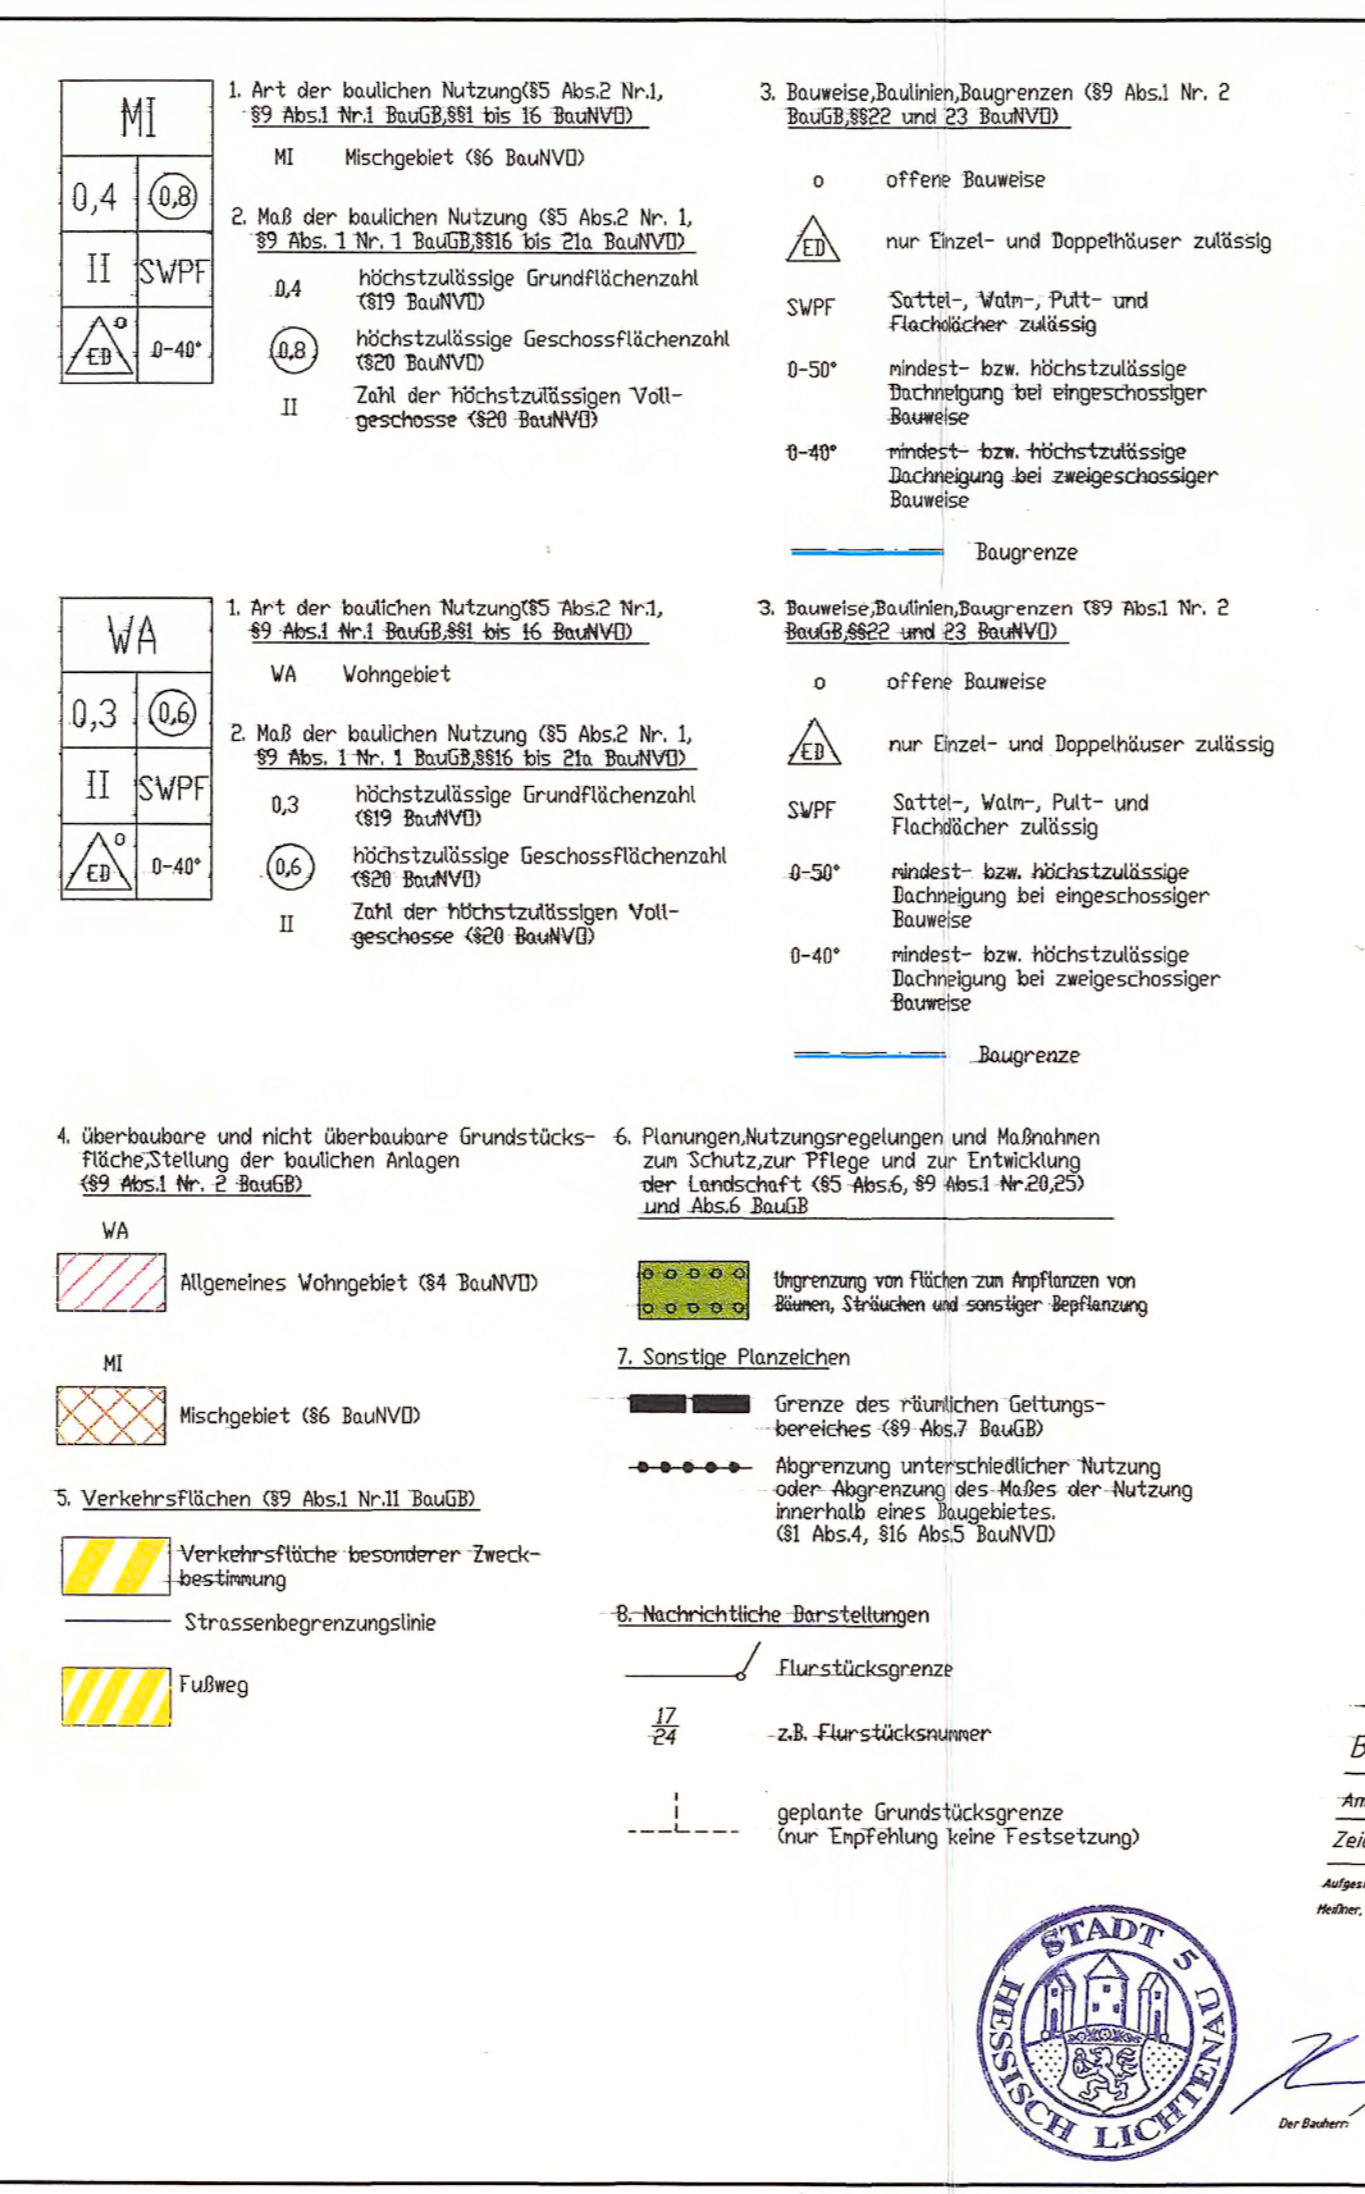 MI
0,4 0,8
II SWPF
ED o 0-40°
1. Art der baulichen Nutzung(§5 Abs.2 Nr.1,
§9 Abs.1 Nr.1 BauGB,§§1 bis 16 BauNVO)
MI Mischgebiet (§6 BauNVO)
2. Maß der baulichen Nutzung (§5 Abs.2 Nr. 1,
§9 Abs. 1 Nr. 1 BauGB,§§16 bis 21a BauNVO)
0,4 höchstzulässige Grundflächenzahl
(§19 BauNVO)
0,8 höchstzulässige Geschossflächenzahl
(§20 BauNVO)
II Zahl der höchstzulässigen Voll-
geschosse (§20 BauNVO)
3. Bauweise,Baulinien,Baugrenzen (§9 Abs.1 Nr. 2
BauGB,§§22 und 23 BauNVO)
o offene Bauweise
ED nur Einzel- und Doppelhäuser zulässig
SWPF Sattel-, Walm-, Pult- und
Flachdächer zulässig
0-50° mindest- bzw. höchstzulässige
Dachneigung bei eingeschossiger
Bauweise
0-40° mindest- bzw. höchstzulässige
Dachneigung bei zweigeschossiger
Bauweise
Baugrenze
WA
0,3 0,6
II SWPF
ED o 0-40°
1. Art der baulichen Nutzung(§5 Abs.2 Nr.1,
§9 Abs.1 Nr.1 BauGB,§§1 bis 16 BauNVO)
WA Wohngebiet
2. Maß der baulichen Nutzung (§5 Abs.2 Nr. 1,
§9 Abs. 1 Nr. 1 BauGB,§§16 bis 21a BauNVO)
0,3 höchstzulässige Grundflächenzahl
(§19 BauNVO)
0,6 höchstzulässige Geschossflächenzahl
(§20 BauNVO)
II Zahl der höchstzulässigen Voll-
geschosse (§20 BauNVO)
3. Bauweise,Baulinien,Baugrenzen (§9 Abs.1 Nr. 2
BauGB,§§22 und 23 BauNVO)
o offene Bauweise
ED nur Einzel- und Doppelhäuser zulässig
SWPF Sattel-, Walm-, Pult- und
Flachdächer zulässig
0-50° mindest- bzw. höchstzulässige
Dachneigung bei eingeschossiger
Bauweise
0-40° mindest- bzw. höchstzulässige
Dachneigung bei zweigeschossiger
Bauweise
Baugrenze
4. überbaubare und nicht überbaubare Grundstücks-
fläche,Stellung der baulichen Anlagen
(§9 Abs.1 Nr. 2 BauGB)
WA
Allgemeines Wohngebiet (§4 BauNVO)
MI
Mischgebiet (§6 BauNVO)
5. Verkehrsflächen (§9 Abs.1 Nr.11 BauGB)
Verkehrsfläche besonderer Zweck-
bestimmung
Strassenbegrenzungslinie
Fußweg
6. Planungen,Nutzungsregelungen und Maßnahmen
zum Schutz,zur Pflege und zur Entwicklung
der Landschaft (§5 Abs.6, §9 Abs.1 Nr.20,25)
und Abs.6 BauGB
Umgrenzung von flächen zum Anpflanzen von
Bäumen, Sträuchen und sonstiger Bepflanzung
7. Sonstige Planzeichen
Grenze des räumlichen Geltungs-
bereiches (§9 Abs.7 BauGB)
Abgrenzung unterschiedlicher Nutzung
oder Abgrenzung des Maßes der Nutzung
innerhalb eines Baugebietes.
(§1 Abs.4, §16 Abs.5 BauNVO)
8. Nachrichtliche Darstellungen
Flurstücksgrenze
17
24
z.B. Flurstücksnummer
geplante Grundstücksgrenze
(nur Empfehlung keine Festsetzung)
STADT 5
HESSISCH LICHTENAU
Der Bauherr: